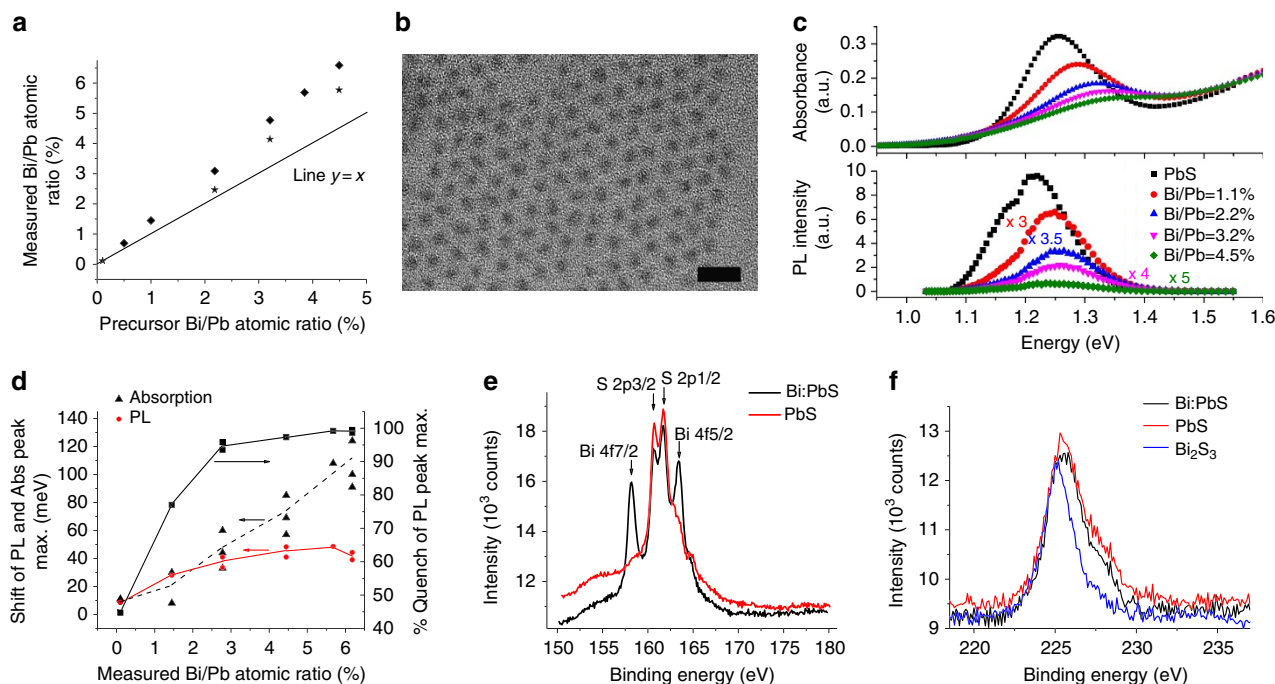 a
Measured Bi/Pb atomic
ratio (%)
6
5
4
3
2
1
0
Line y = x
0 1 2 3 4 5
Precursor Bi/Pb atomic ratio (%)
b
c
Absorbance
(a.u.)
0.3
0.2
0.1
0.0
PL intensity
(a.u.)
10
8
6
4
2
0
PbS
Bi/Pb=1.1%
Bi/Pb=2.2%
Bi/Pb=3.2%
Bi/Pb=4.5%
x 3
x 3.5
x 4
x 5
1.0 1.1 1.2 1.3 1.4 1.5 1.6
Energy (eV)
d
Shift of PL and Abs peak
max. (meV)
140
120
100
80
60
40
20
0
Absorption
PL
100
90
80
70
60
50
40
% Quench of PL peak max.
0 1 2 3 4 5 6
Measured Bi/Pb atomic ratio (%)
e
Intensity (10³ counts)
18
16
14
12
S 2p1/2
S 2p3/2
Bi 4f7/2
Bi 4f5/2
Bi:PbS
PbS
150 155 160 165 170 175 180
Binding energy (eV)
f
Intensity (10³ counts)
13
12
11
10
9
Bi:PbS
PbS
Bi₂S₃
220 225 230 235
Binding energy (eV)